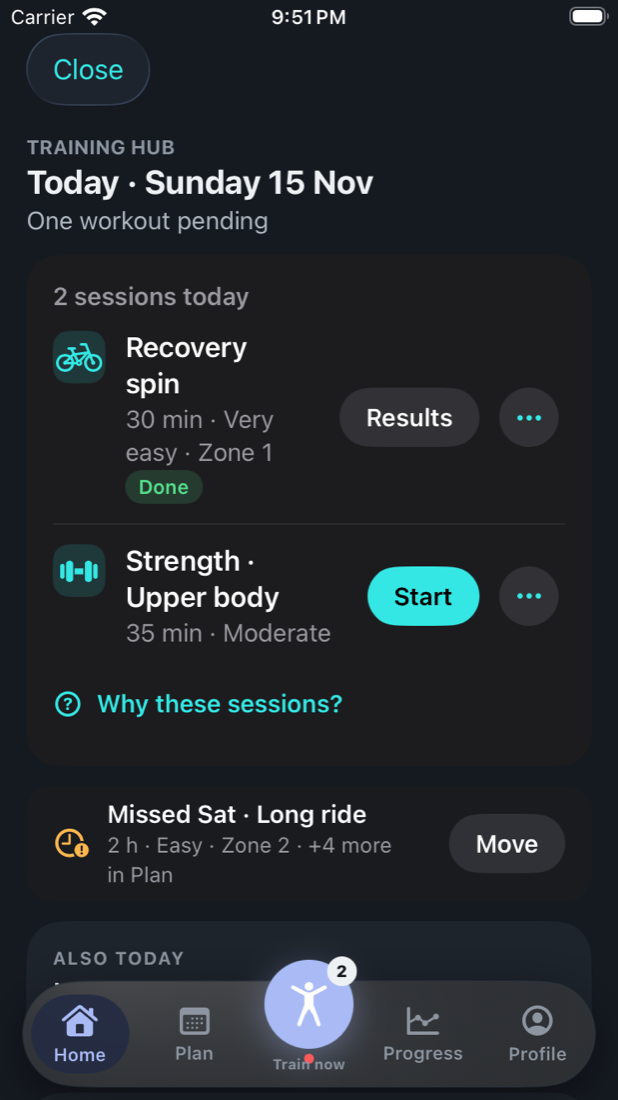 Carrier 9:51 PM
Close
TRAINING HUB
Today · Sunday 15 Nov
One workout pending
2 sessions today
Recovery
spin
30 min · Very
easy · Zone 1
Done
Results
Strength ·
Upper body
35 min · Moderate
Start
Why these sessions?
Missed Sat · Long ride
2 h · Easy · Zone 2 · +4 more
in Plan
Move
ALSO TODAY
2
Home
Plan
Train now
Progress
Profile